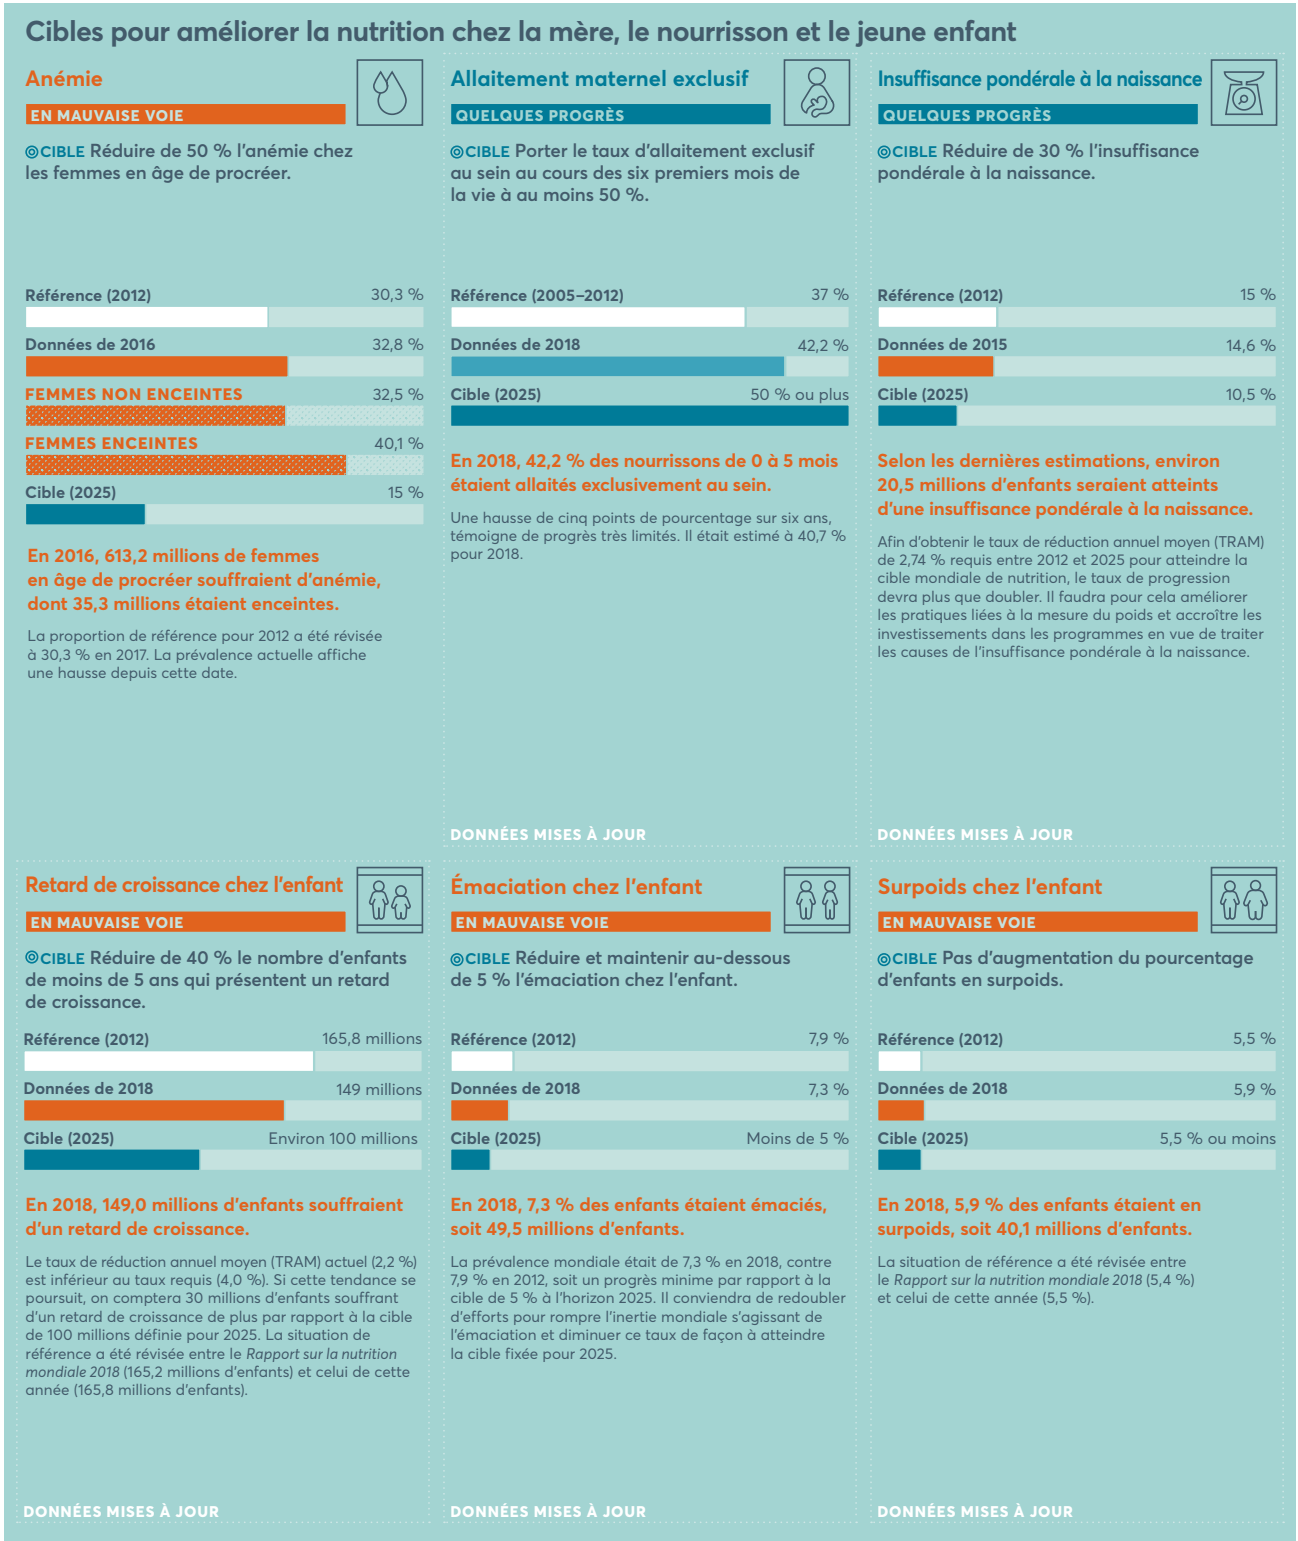 Cibles pour améliorer la nutrition chez la mère, le nourrisson et le jeune enfant
Anémie
EN MAUVAISE VOIE
CIBLE Réduire de 50 % l'anémie chez
les femmes en âge de procréer.
Référence (2012) 30,3 %
Données de 2016 32,8 %
FEMMES NON ENCEINTES 32,5 %
FEMMES ENCEINTES 40,1 %
Cible (2025) 15 %
En 2016, 613,2 millions de femmes
en âge de procréer souffraient d'anémie,
dont 35,3 millions étaient enceintes.
La proportion de référence pour 2012 a été révisée
à 30,3 % en 2017. La prévalence actuelle affiche
une hausse depuis cette date.
Allaitement maternel exclusif
QUELQUES PROGRÈS
CIBLE Porter le taux d'allaitement exclusif
au sein au cours des six premiers mois de
la vie à au moins 50 %.
Référence (2005–2012) 37 %
Données de 2018 42,2 %
Cible (2025) 50 % ou plus
En 2018, 42,2 % des nourrissons de 0 à 5 mois
étaient allaités exclusivement au sein.
Une hausse de cinq points de pourcentage sur six ans,
témoigne de progrès très limités. Il était estimé à 40,7 %
pour 2018.
DONNÉES MISES À JOUR
Insuffisance pondérale à la naissance
QUELQUES PROGRÈS
CIBLE Réduire de 30 % l'insuffisance
pondérale à la naissance.
Référence (2012) 15 %
Données de 2015 14,6 %
Cible (2025) 10,5 %
Selon les dernières estimations, environ
20,5 millions d'enfants seraient atteints
d'une insuffisance pondérale à la naissance.
Afin d'obtenir le taux de réduction annuel moyen (TRAM)
de 2,74 % requis entre 2012 et 2025 pour atteindre la
cible mondiale de nutrition, le taux de progression
devra plus que doubler. Il faudra pour cela améliorer
les pratiques liées à la mesure du poids et accroître les
investissements dans les programmes en vue de traiter
les causes de l'insuffisance pondérale à la naissance.
DONNÉES MISES À JOUR
Retard de croissance chez l'enfant
EN MAUVAISE VOIE
CIBLE Réduire de 40 % le nombre d'enfants
de moins de 5 ans qui présentent un retard
de croissance.
Référence (2012) 165,8 millions
Données de 2018 149 millions
Cible (2025) Environ 100 millions
En 2018, 149,0 millions d'enfants souffraient
d'un retard de croissance.
Le taux de réduction annuel moyen (TRAM) actuel (2,2 %)
est inférieur au taux requis (4,0 %). Si cette tendance se
poursuit, on comptera 30 millions d'enfants souffrant
d'un retard de croissance de plus par rapport à la cible
de 100 millions définie pour 2025. La situation de
référence a été révisée entre le Rapport sur la nutrition
mondiale 2018 (165,2 millions d'enfants) et celui de cette
année (165,8 millions d'enfants).
DONNÉES MISES À JOUR
Émaciation chez l'enfant
EN MAUVAISE VOIE
CIBLE Réduire et maintenir au-dessous
de 5 % l'émaciation chez l'enfant.
Référence (2012) 7,9 %
Données de 2018 7,3 %
Cible (2025) Moins de 5 %
En 2018, 7,3 % des enfants étaient émaciés,
soit 49,5 millions d'enfants.
La prévalence mondiale était de 7,3 % en 2018, contre
7,9 % en 2012, soit un progrès minime par rapport à la
cible de 5 % à l'horizon 2025. Il conviendra de redoubler
d'efforts pour rompre l'inertie mondiale s'agissant de
l'émaciation et diminuer ce taux de façon à atteindre
la cible fixée pour 2025.
DONNÉES MISES À JOUR
Surpoids chez l'enfant
EN MAUVAISE VOIE
CIBLE Pas d'augmentation du pourcentage
d'enfants en surpoids.
Référence (2012) 5,5 %
Données de 2018 5,9 %
Cible (2025) 5,5 % ou moins
En 2018, 5,9 % des enfants étaient en
surpoids, soit 40,1 millions d'enfants.
La situation de référence a été révisée entre
le Rapport sur la nutrition mondiale 2018 (5,4 %)
et celui de cette année (5,5 %).
DONNÉES MISES À JOUR